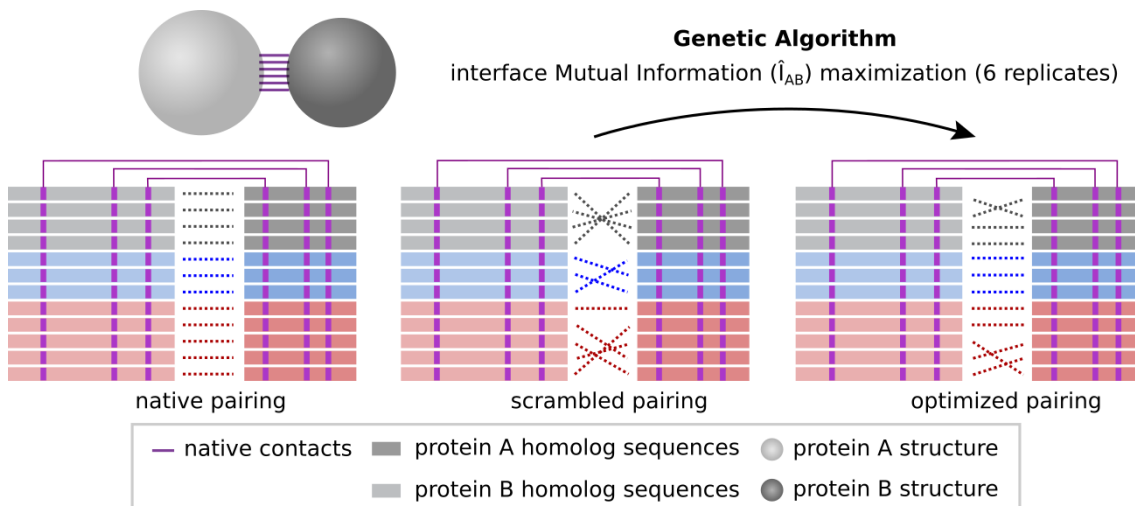 Genetic Algorithm
interface Mutual Information (Î_AB) maximization (6 replicates)
native pairing
scrambled pairing
optimized pairing
native contacts
protein A homolog sequences
protein A structure
protein B homolog sequences
protein B structure